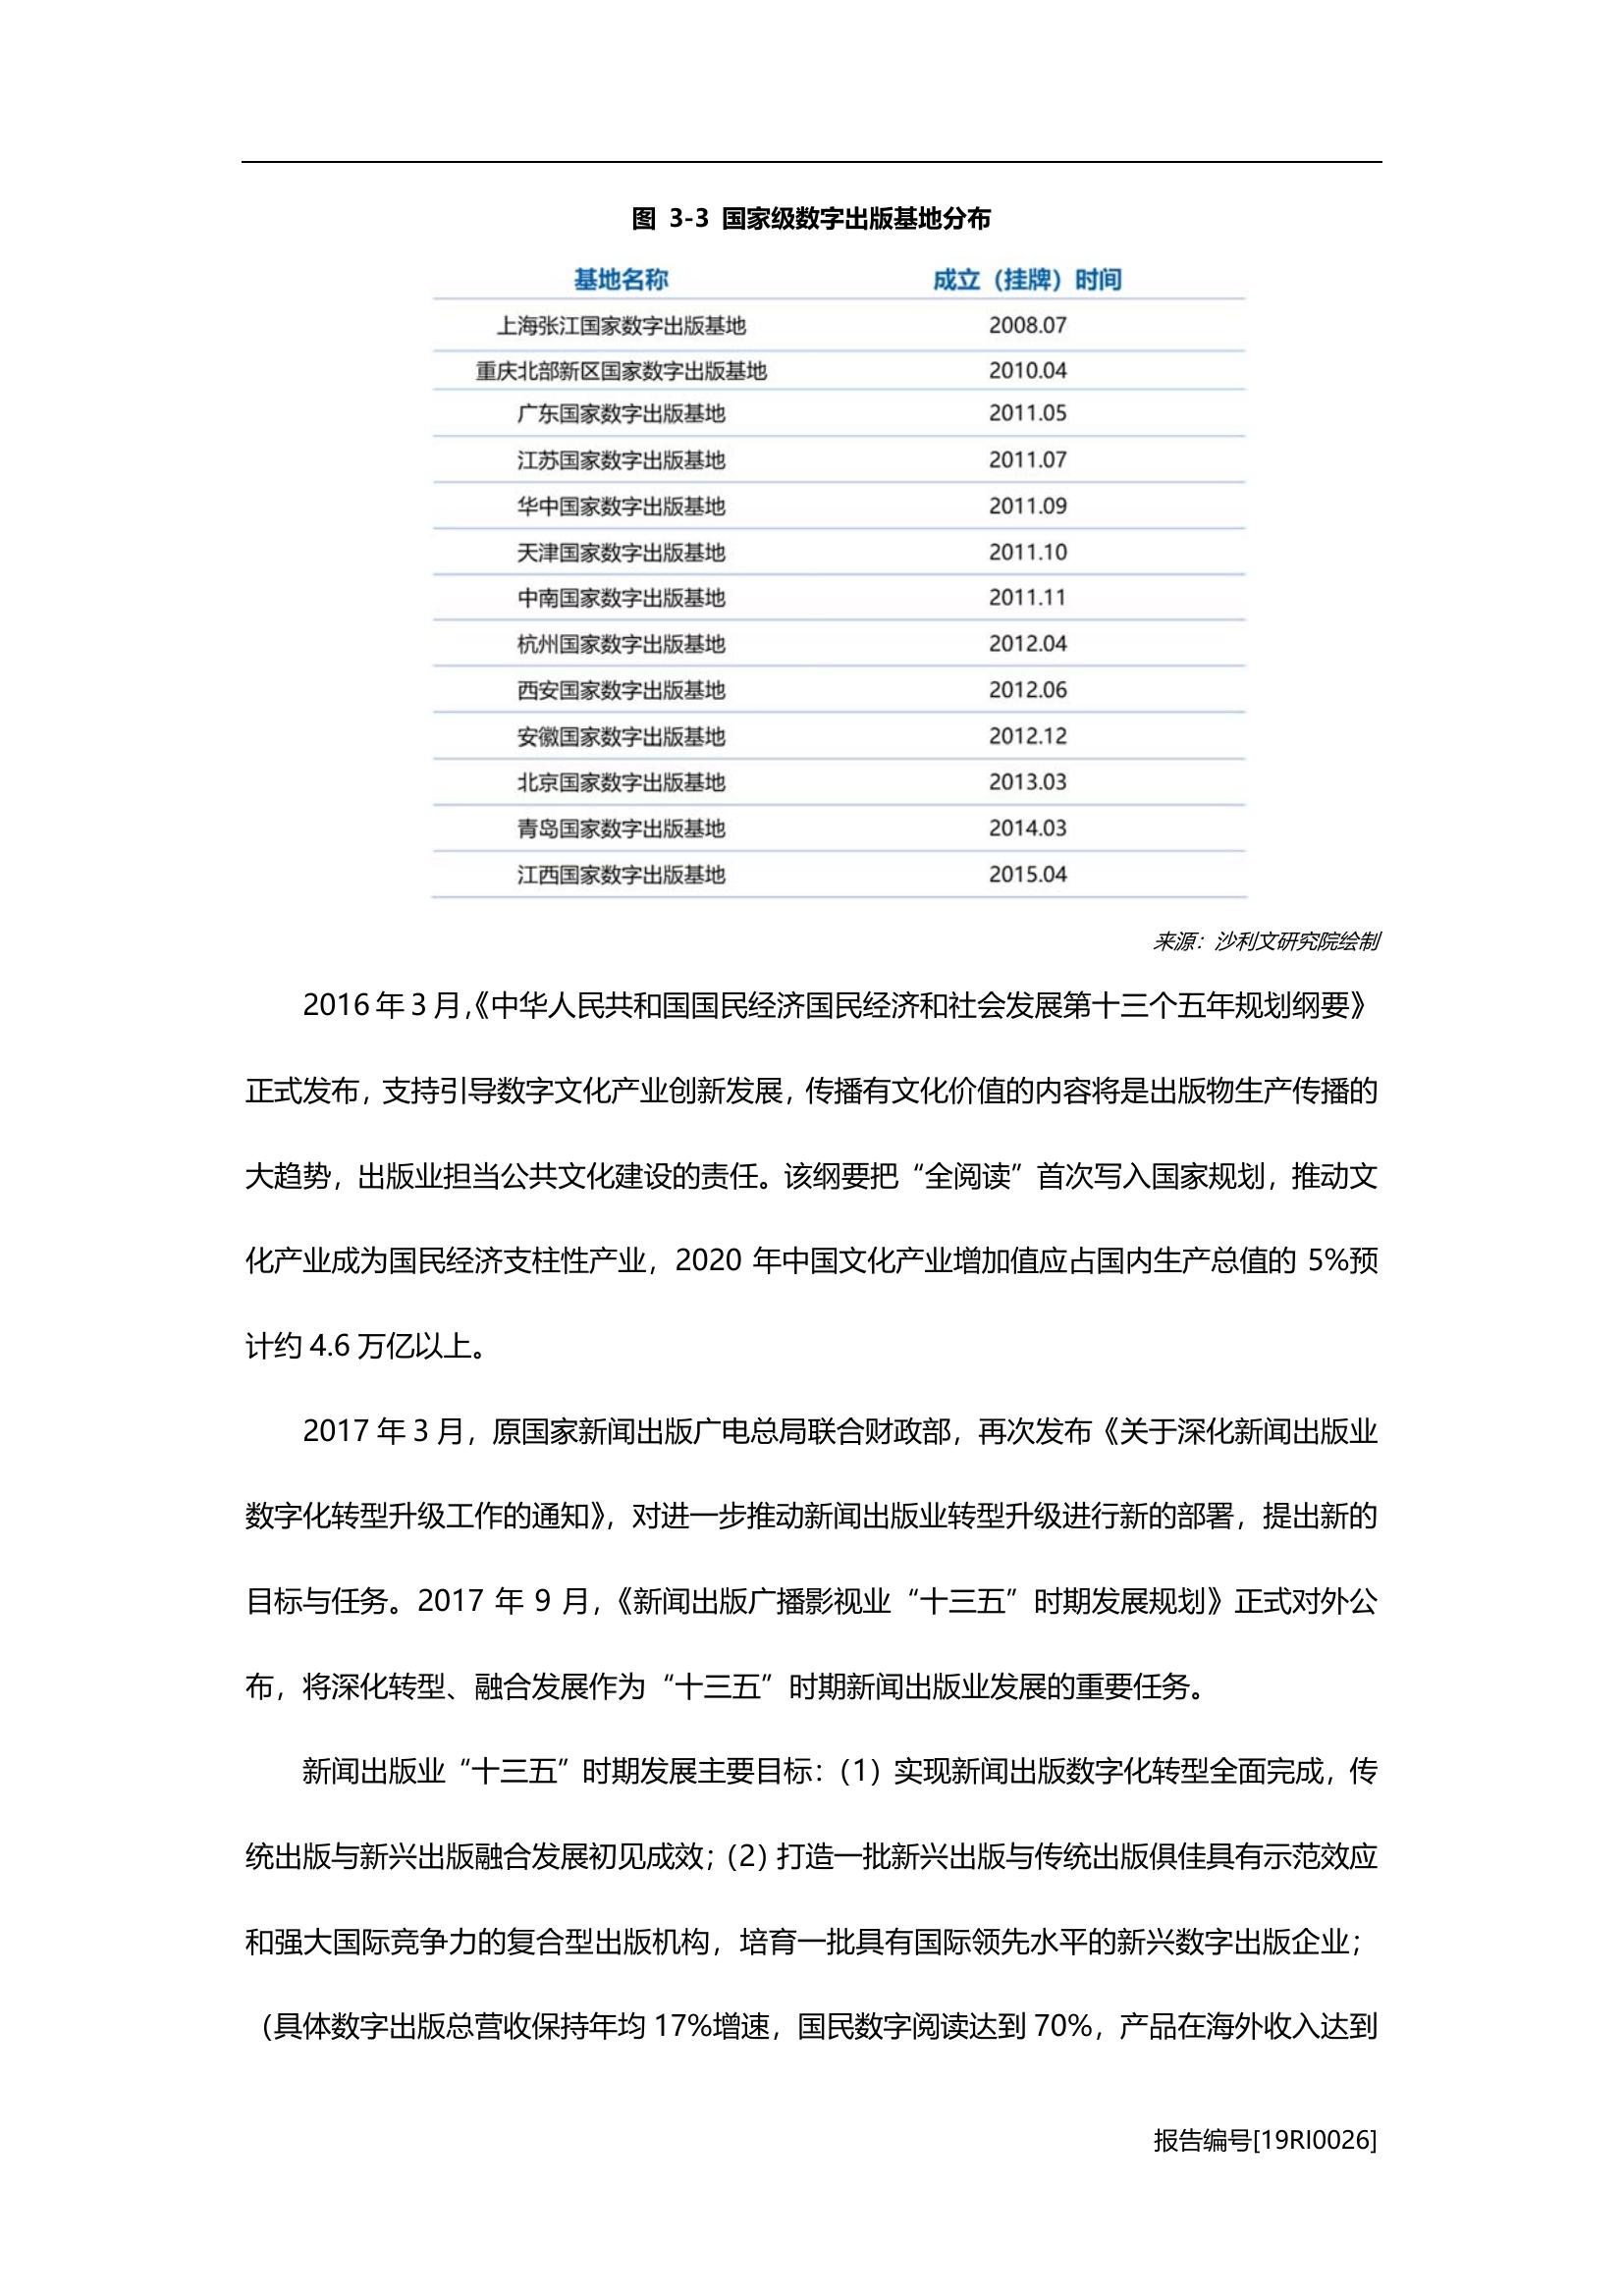 图 3-3 国家级数字出版基地分布
基地名称 成立（挂牌）时间
上海张江国家数字出版基地 2008.07
重庆北部新区国家数字出版基地 2010.04
广东国家数字出版基地 2011.05
江苏国家数字出版基地 2011.07
华中国家数字出版基地 2011.09
天津国家数字出版基地 2011.10
中南国家数字出版基地 2011.11
杭州国家数字出版基地 2012.04
西安国家数字出版基地 2012.06
安徽国家数字出版基地 2012.12
北京国家数字出版基地 2013.03
青岛国家数字出版基地 2014.03
江西国家数字出版基地 2015.04
来源：沙利文研究院绘制
2016 年 3 月，《中华人民共和国国民经济国民经济和社会发展第十三个五年规划纲要》
正式发布，支持引导数字文化产业创新发展，传播有文化价值的内容将是出版物生产传播的
大趋势，出版业担当公共文化建设的责任。该纲要把“全阅读”首次写入国家规划，推动文
化产业成为国民经济支柱性产业，2020 年中国文化产业增加值应占国内生产总值的 5%预
计约 4.6 万亿以上。
2017 年 3 月，原国家新闻出版广电总局联合财政部，再次发布《关于深化新闻出版业
数字化转型升级工作的通知》，对进一步推动新闻出版业转型升级进行新的部署，提出新的
目标与任务。2017 年 9 月，《新闻出版广播影视业“十三五”时期发展规划》正式对外公
布，将深化转型、融合发展作为“十三五”时期新闻出版业发展的重要任务。
新闻出版业“十三五”时期发展主要目标：（1）实现新闻出版数字化转型全面完成，传
统出版与新兴出版融合发展初见成效；（2）打造一批新兴出版与传统出版俱佳具有示范效应
和强大国际竞争力的复合型出版机构，培育一批具有国际领先水平的新兴数字出版企业；
（具体数字出版总营收保持年均 17%增速，国民数字阅读达到 70%，产品在海外收入达到
报告编号[19RI0026]